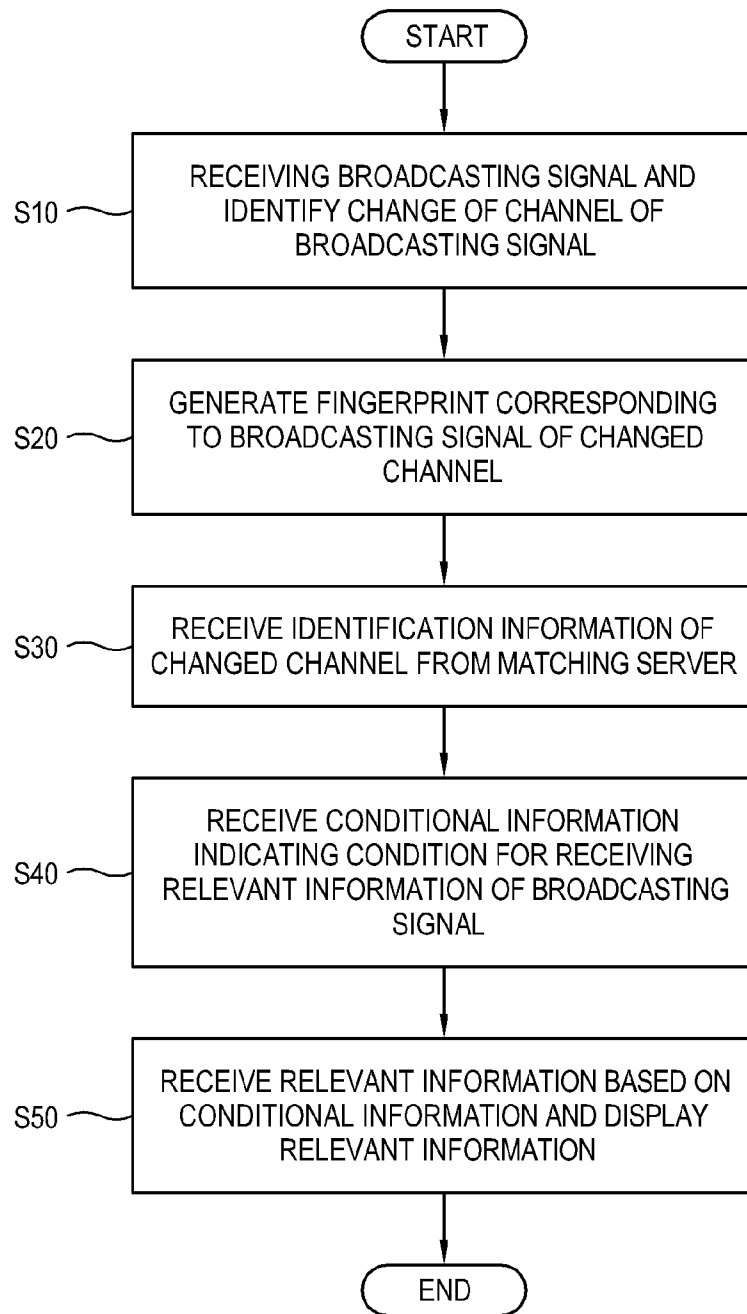 START
S10
RECEIVING BROADCASTING SIGNAL AND
IDENTIFY CHANGE OF CHANNEL OF
BROADCASTING SIGNAL
S20
GENERATE FINGERPRINT CORRESPONDING
TO BROADCASTING SIGNAL OF CHANGED
CHANNEL
S30
RECEIVE IDENTIFICATION INFORMATION OF
CHANGED CHANNEL FROM MATCHING SERVER
S40
RECEIVE CONDITIONAL INFORMATION
INDICATING CONDITION FOR RECEIVING
RELEVANT INFORMATION OF BROADCASTING
SIGNAL
S50
RECEIVE RELEVANT INFORMATION BASED ON
CONDITIONAL INFORMATION AND DISPLAY
RELEVANT INFORMATION
END